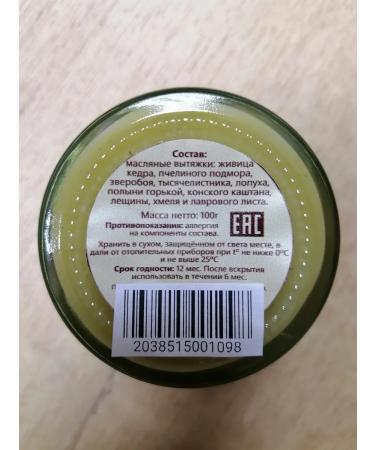 Состав:
масляные вытяжки: живица
кедра, пчелиного подмора,
зверобоя, тысячелистника, лопуха,
полыни горькой, конского каштана,
лещины, хмеля и лаврового листа.
Масса нетто: 100г
Противопоказания: аллергия
на компоненты состава.
EAC
Хранить в сухом, защищённом от света месте, в-
дали от отопительных приборов при t° не ниже 0°C
и не выше 25°C
Срок годности: 12 мес. После вскрытия
использовать в течении 6 мес.
2038515001098